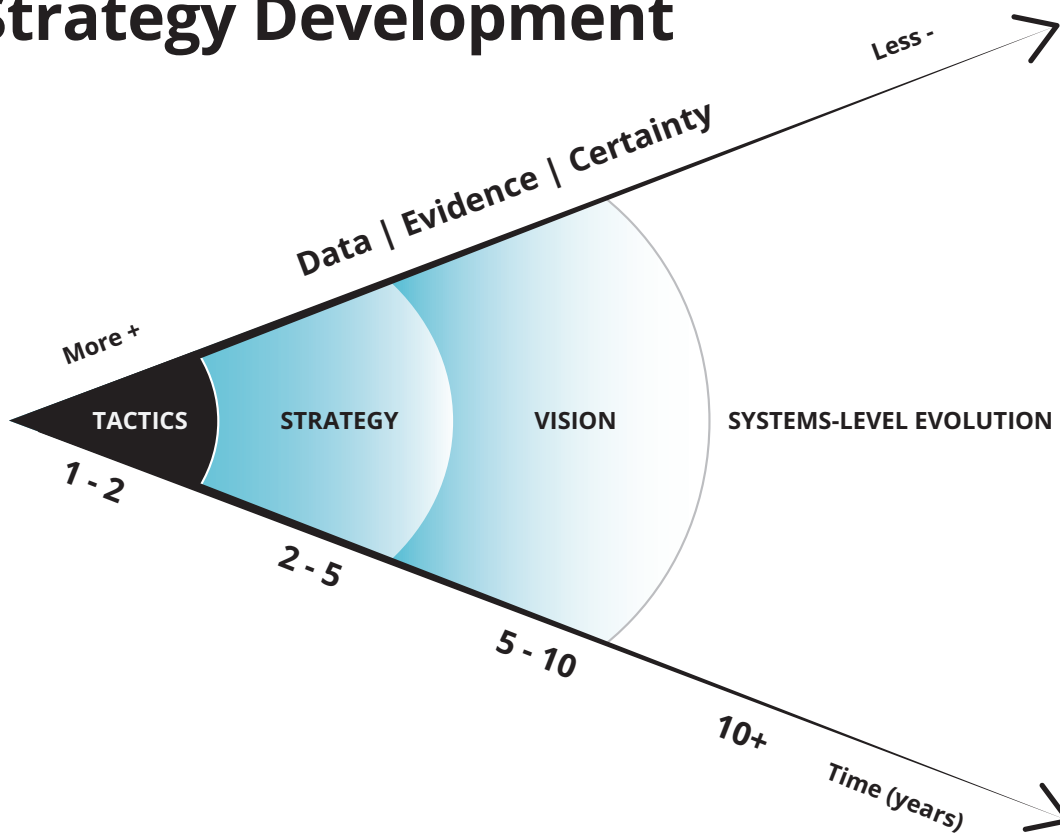 Strategy Development
Less -
Data | Evidence | Certainty
More +
TACTICS
STRATEGY
VISION
SYSTEMS-LEVEL EVOLUTION
1 - 2
2 - 5
5 - 10
10+
Time (years)